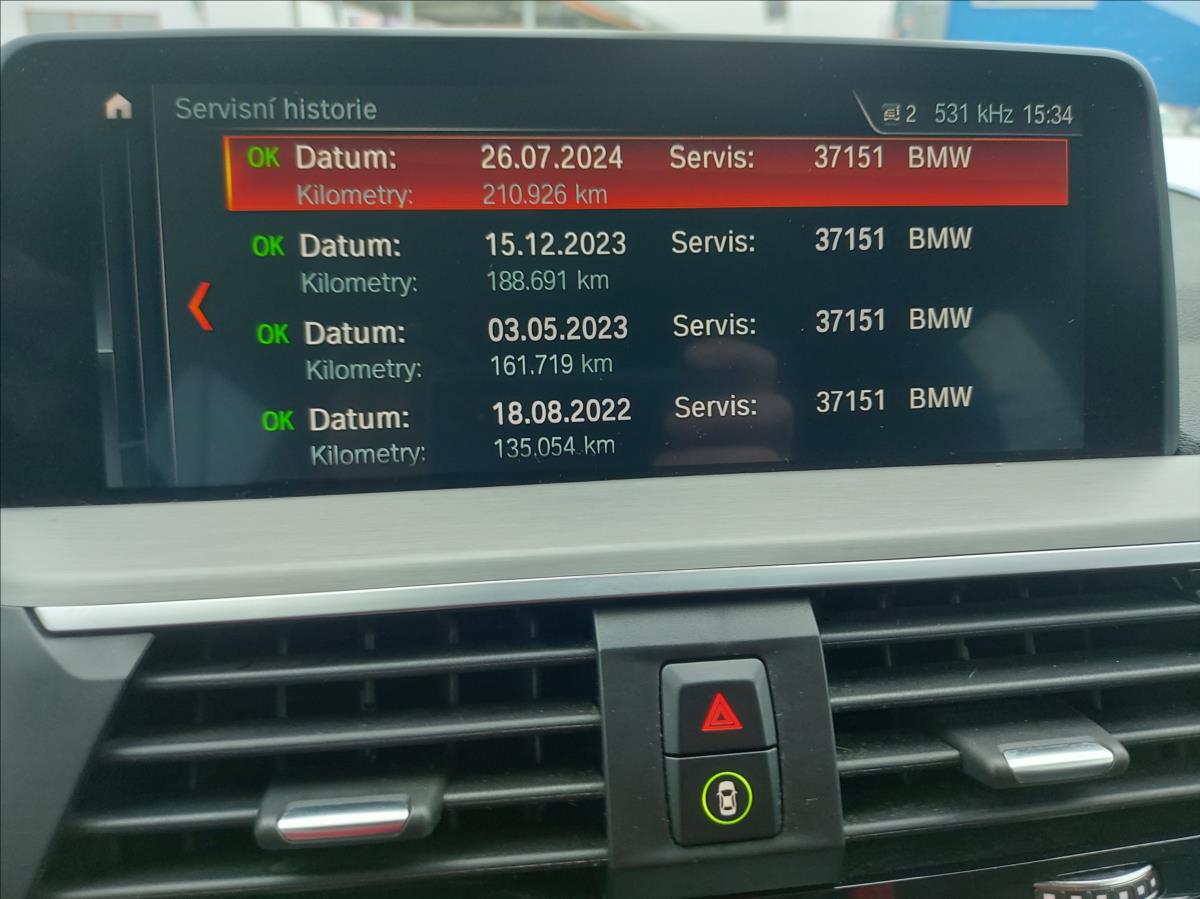 Servisní historie 2 531 kHz 15:34
OK Datum: 26.07.2024 Servis: 37151 BMW
Kilometry: 210.926 km
OK Datum: 15.12.2023 Servis: 37151 BMW
Kilometry: 188.691 km
OK Datum: 03.05.2023 Servis: 37151 BMW
Kilometry: 161.719 km
OK Datum: 18.08.2022 Servis: 37151 BMW
Kilometry: 135.054 km